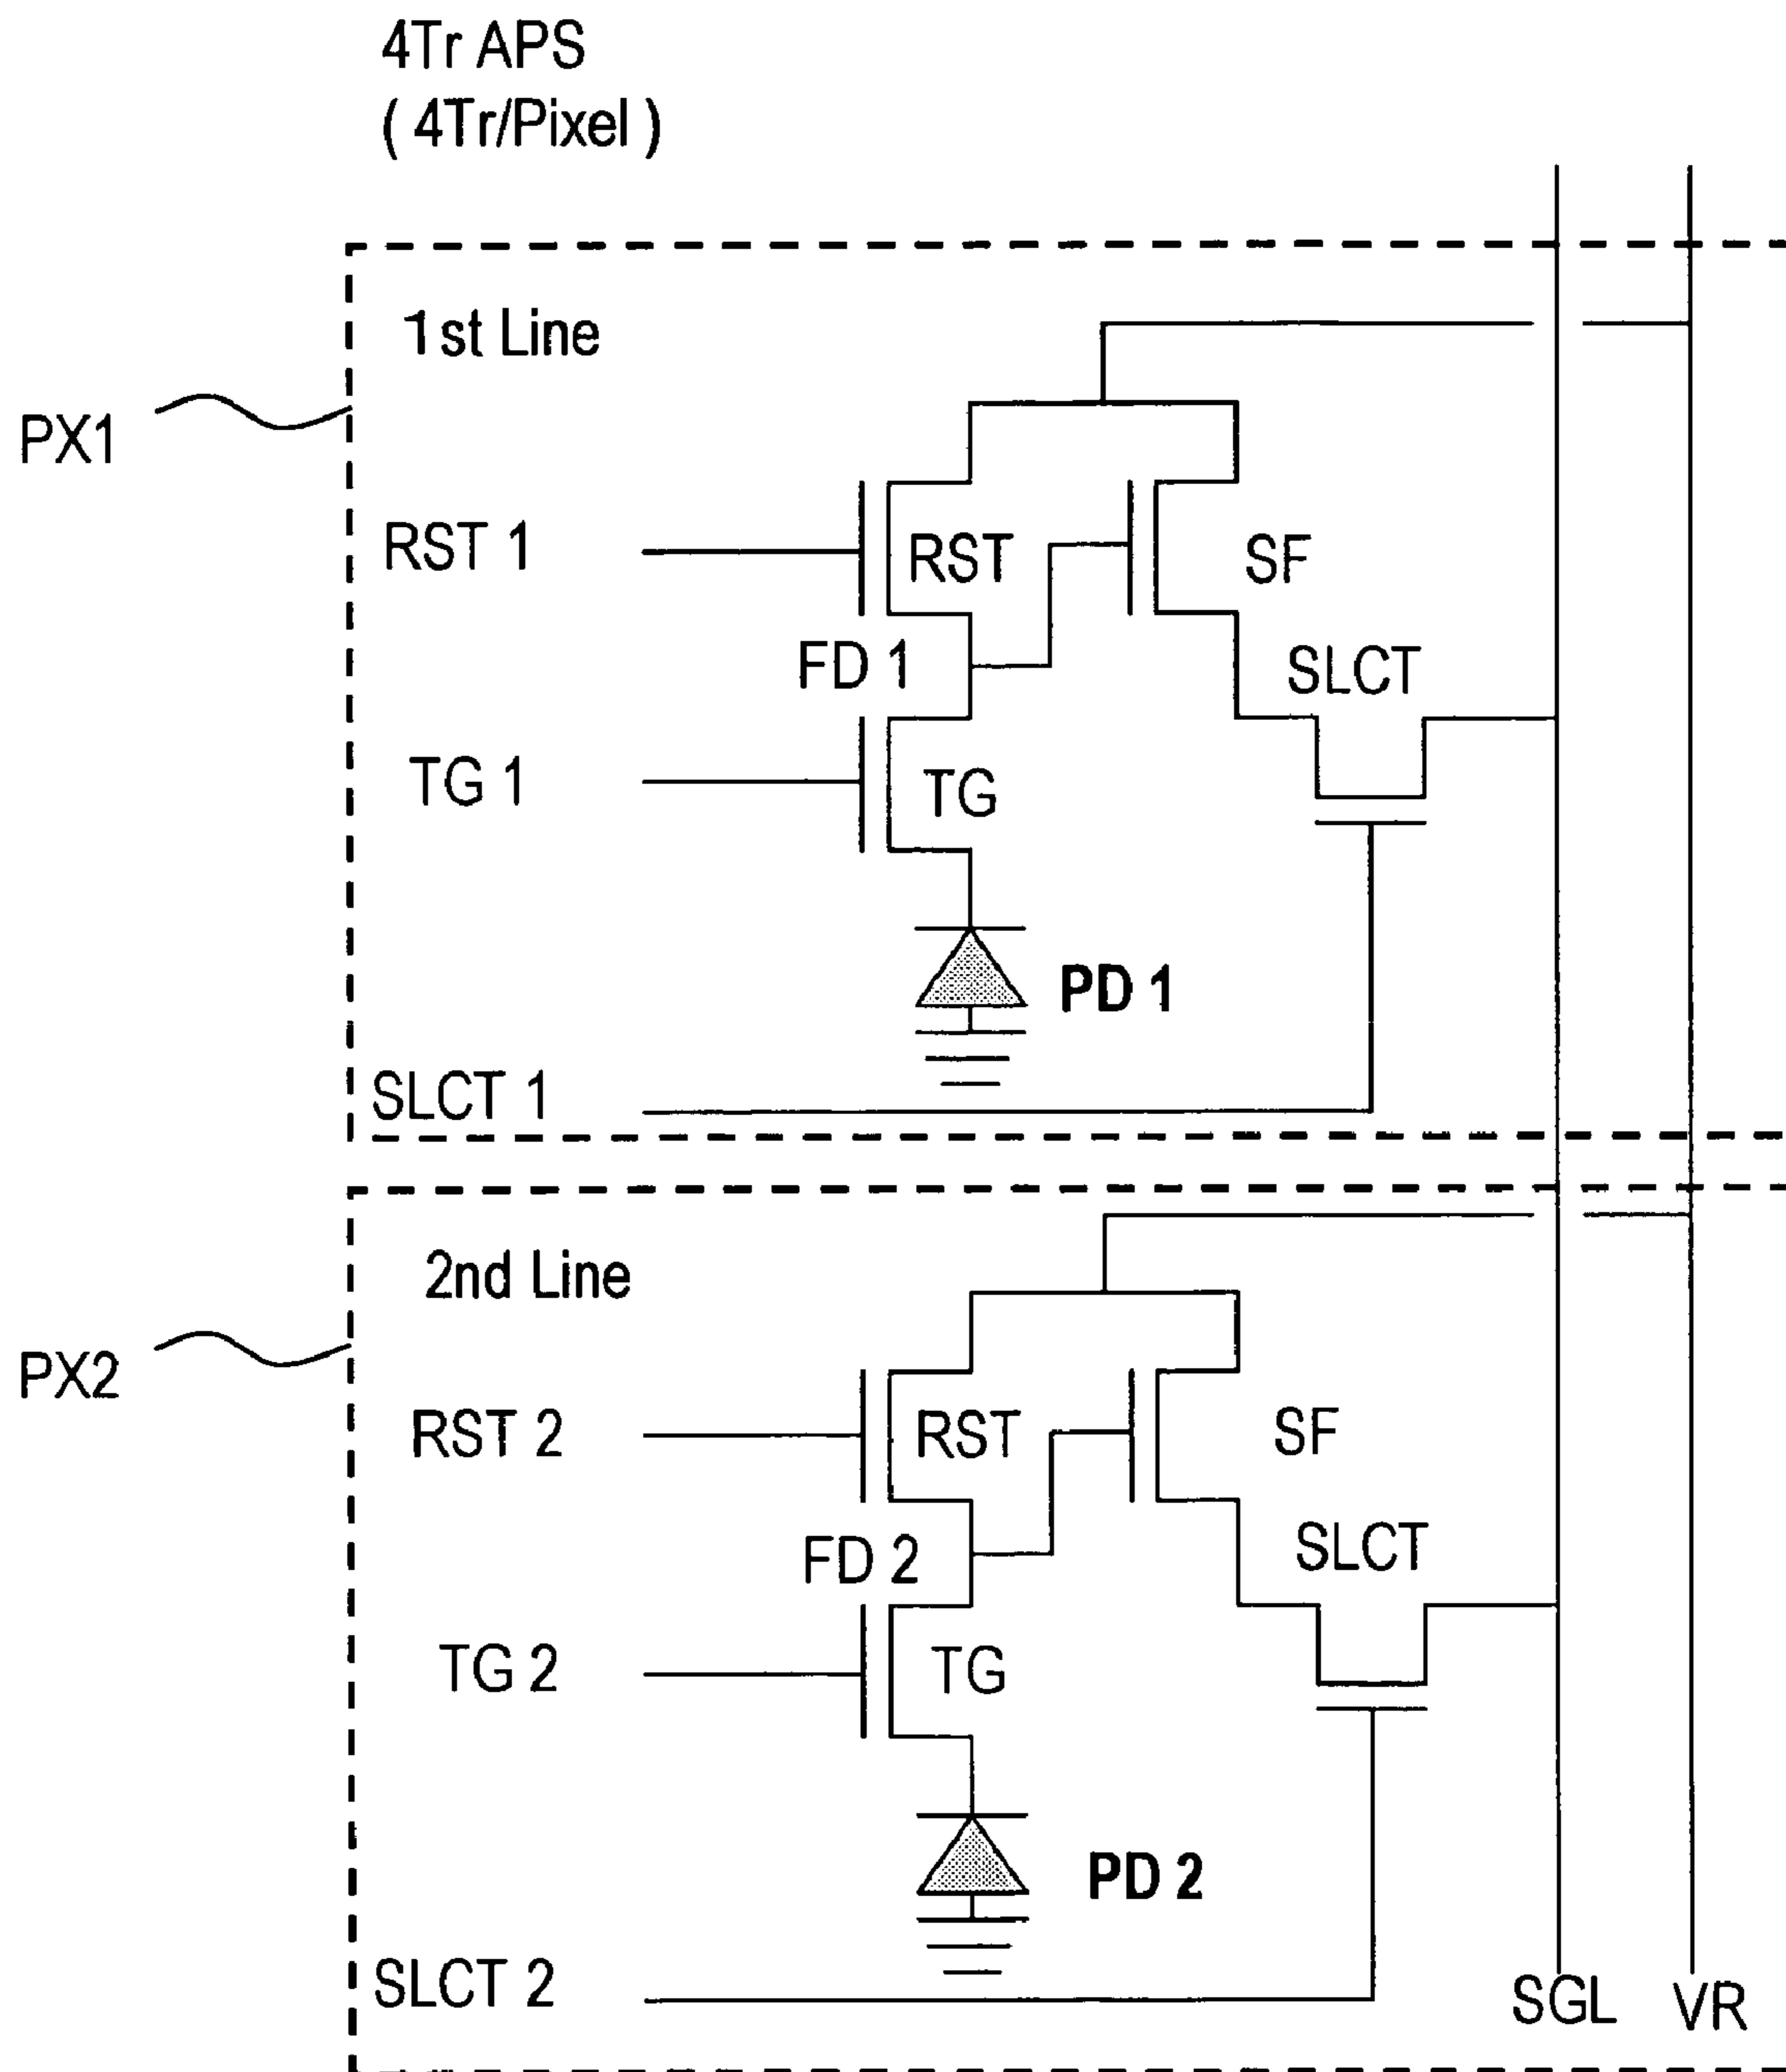 4Tr APS
( 4Tr/Pixel )
1st Line
PX1
RST 1
RST
SF
FD 1
SLCT
TG 1
TG
PD 1
SLCT 1
2nd Line
PX2
RST 2
RST
SF
FD 2
SLCT
TG 2
TG
PD 2
SLCT 2
SGL
VR